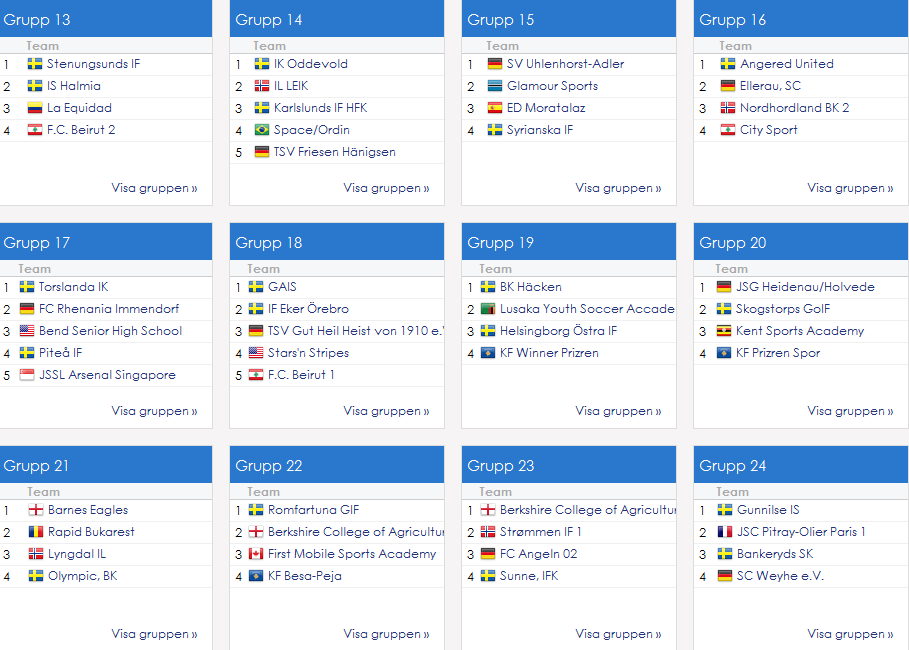 Grupp 13
Team
1 Stenungsunds IF
2 IS Halmia
3 La Equidad
4 F.C. Beirut 2
Visa gruppen »
Grupp 14
Team
1 IK Oddevold
2 IL LEIK
3 Karlslunds IF HFK
4 Space/Ordin
5 TSV Friesen Hänigsen
Visa gruppen »
Grupp 15
Team
1 SV Uhlenhorst-Adler
2 Glamour Sports
3 ED Moratalaz
4 Syrianska IF
Visa gruppen »
Grupp 16
Team
1 Angered United
2 Ellerau, SC
3 Nordhordland BK 2
4 City Sport
Visa gruppen »
Grupp 17
Team
1 Torslanda IK
2 FC Rhenania Immendorf
3 Bend Senior High School
4 Piteå IF
5 JSSL Arsenal Singapore
Visa gruppen »
Grupp 18
Team
1 GAIS
2 IF Eker Örebro
3 TSV Gut Heil Heist von 1910 e.V
4 Stars'n Stripes
5 F.C. Beirut 1
Visa gruppen »
Grupp 19
Team
1 BK Häcken
2 Lusaka Youth Soccer Accade
3 Helsingborg Östra IF
4 KF Winner Prizren
Visa gruppen »
Grupp 20
Team
1 JSG Heidenau/Holvede
2 Skogstorps GoIF
3 Kent Sports Academy
4 KF Prizren Spor
Visa gruppen »
Grupp 21
Team
1 Barnes Eagles
2 Rapid Bukarest
3 Lyngdal IL
4 Olympic, BK
Visa gruppen »
Grupp 22
Team
1 Romfartuna GIF
2 Berkshire College of Agricultur
3 First Mobile Sports Academy
4 KF Besa-Peja
Visa gruppen »
Grupp 23
Team
1 Berkshire College of Agricultur
2 Strømmen IF 1
3 FC Angeln 02
4 Sunne, IFK
Visa gruppen »
Grupp 24
Team
1 Gunnilse IS
2 JSC Pitray-Olier Paris 1
3 Bankeryds SK
4 SC Weyhe e.V.
Visa gruppen »